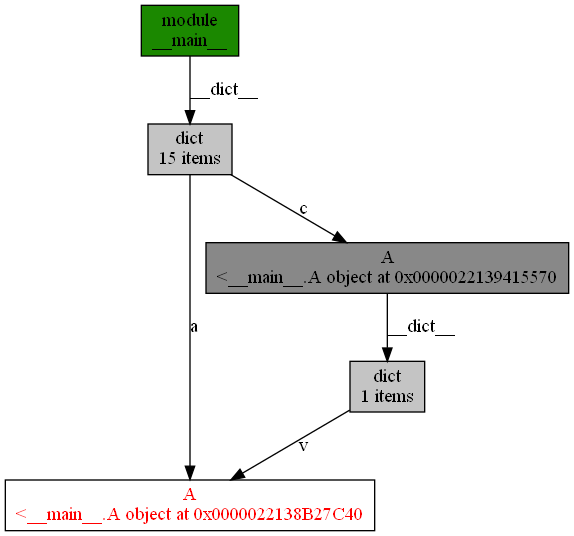 module
__main__
__dict__
dict
15 items
c
A
<__main__.A object at 0x0000022139415570
a
__dict__
dict
1 items
v
A
<__main__.A object at 0x0000022138B27C40